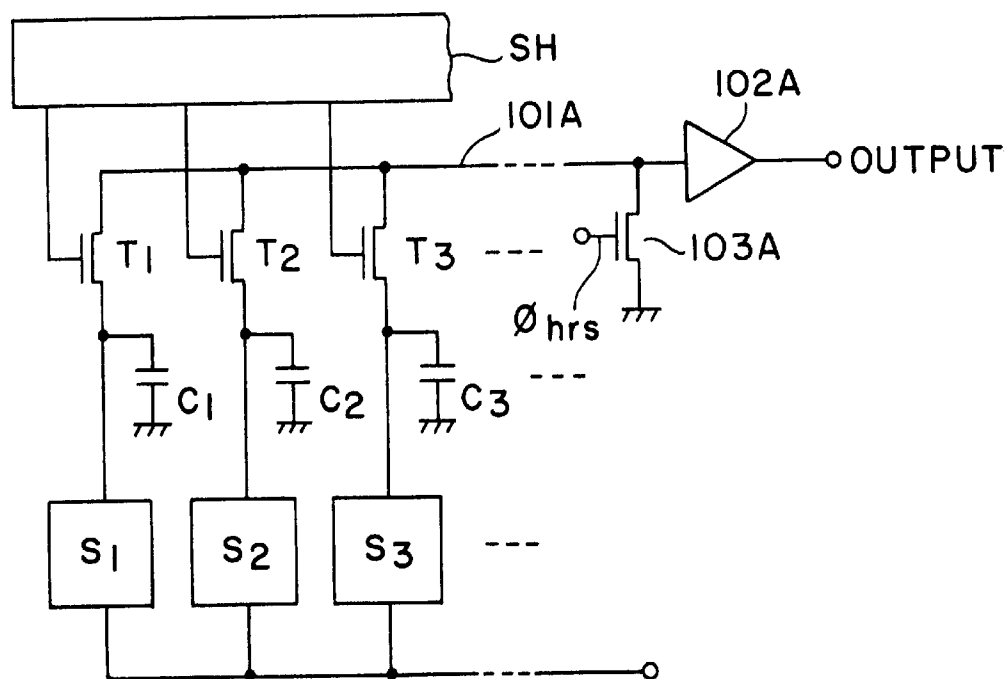 SH
101A
102A
OUTPUT
T1
T2
T3
103A
Øhrs
C1
C2
C3
S1
S2
S3